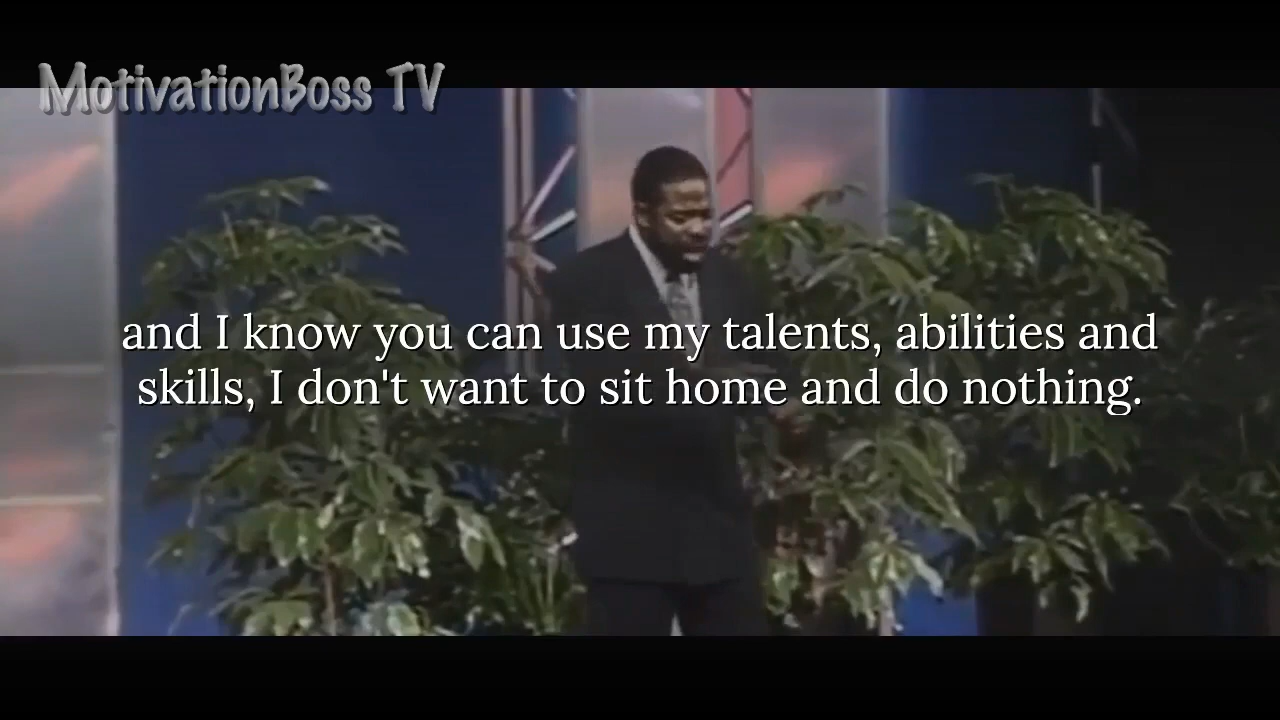 MotivationBoss TV
and I know you can use my talents, abilities and
skills, I don't want to sit home and do nothing.